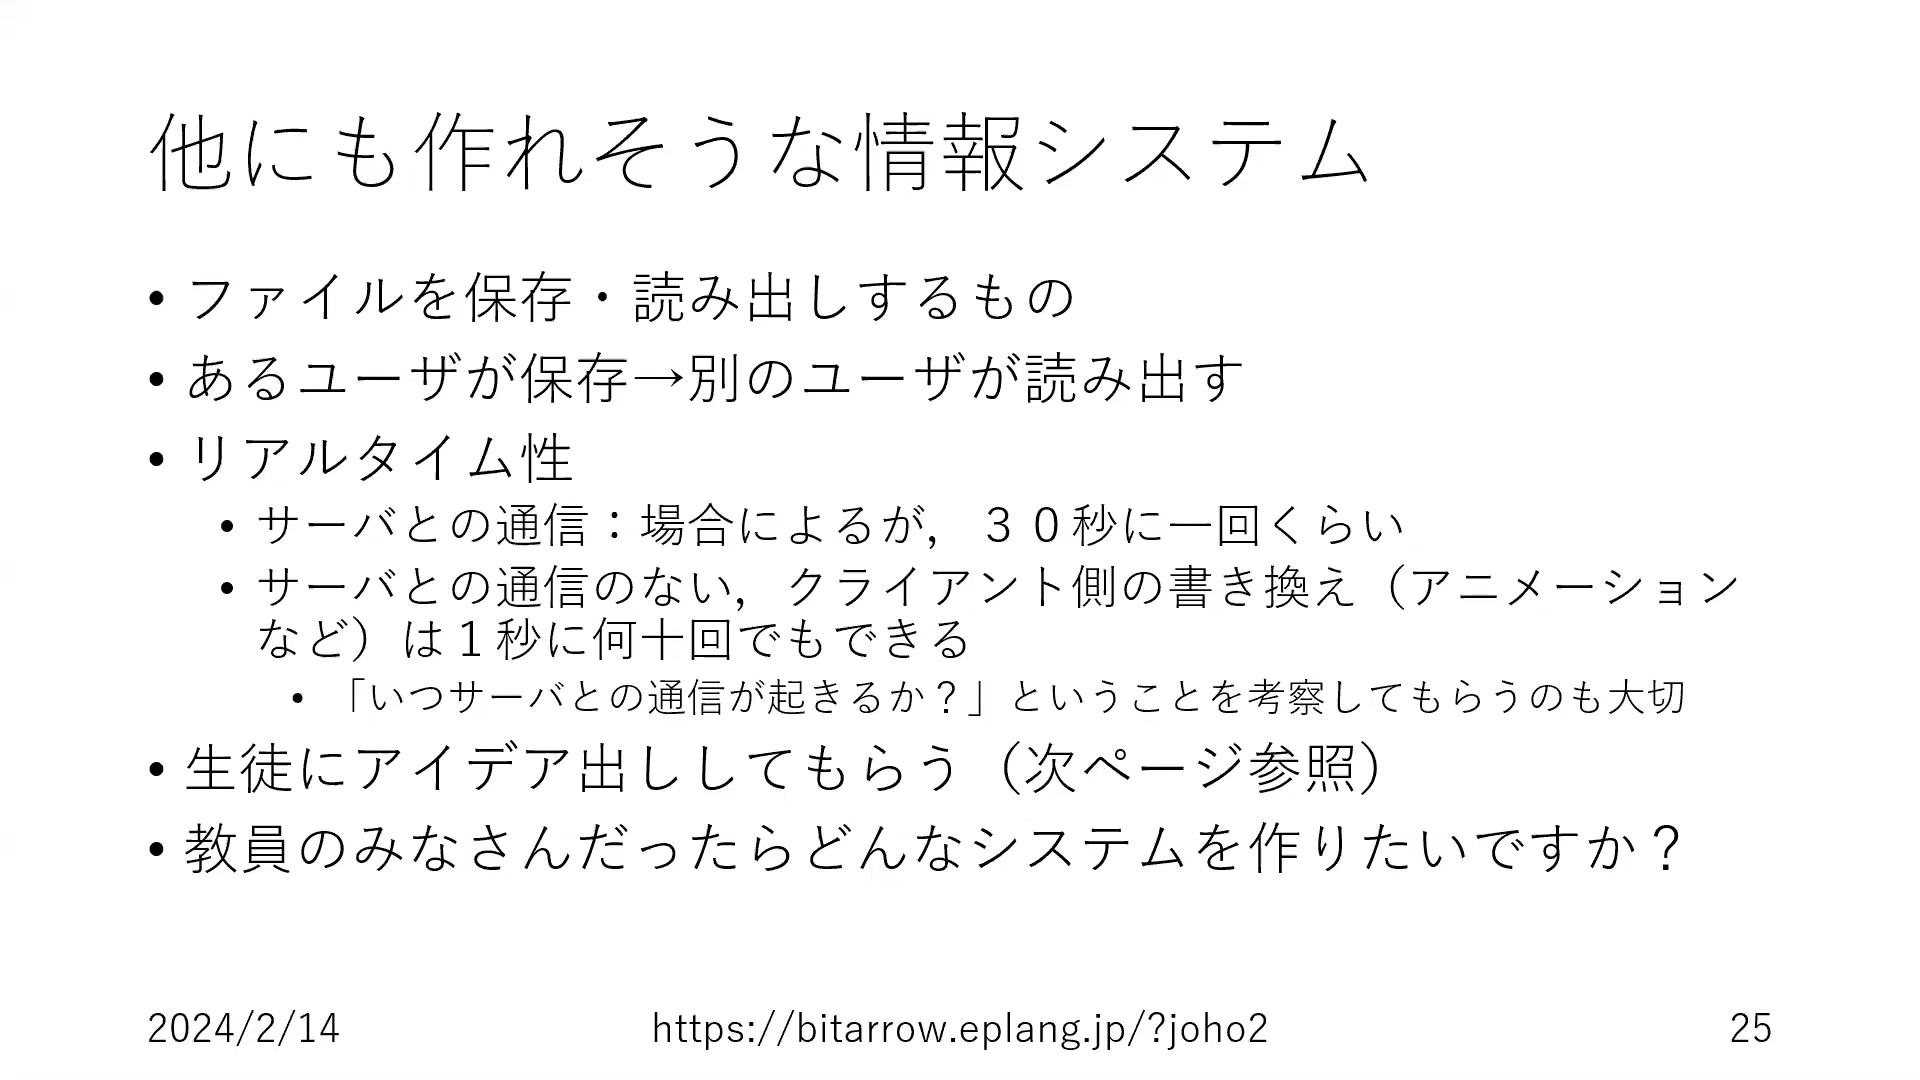 他にも作れそうな情報システム
• ファイルを保存・読み出しするもの
• あるユーザが保存→別のユーザが読み出す
• リアルタイム性
• サーバとの通信：場合によるが，３０秒に一回くらい
• サーバとの通信のない，クライアント側の書き換え（アニメーション
など）は１秒に何十回でもできる
• 「いつサーバとの通信が起きるか？」ということを考察してもらうのも大切
• 生徒にアイデア出ししてもらう（次ページ参照）
• 教員のみなさんだったらどんなシステムを作りたいですか？
2024/2/14
https://bitarrow.eplang.jp/?joho2
25